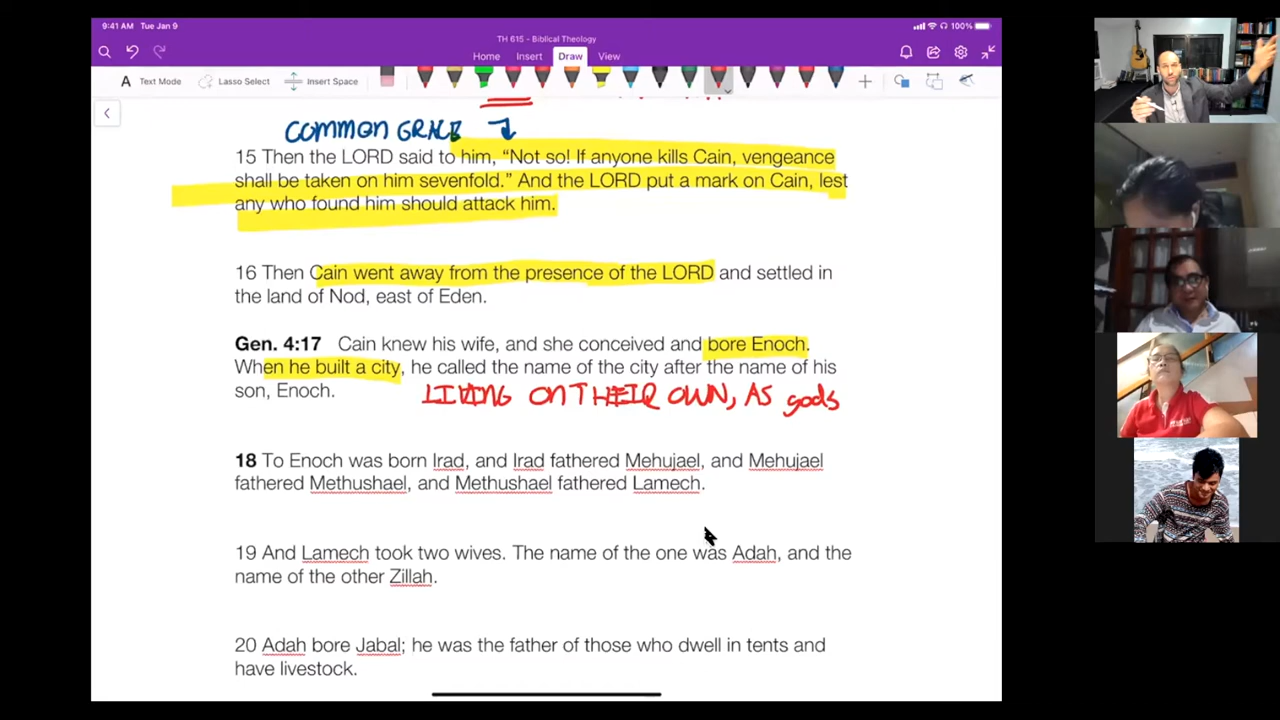 9:41 AM Tue Jan 9
100%
TH 615 - Biblical Theology
Home Insert Draw View
Text Mode Lasso Select Insert Space
COMMON GRACE
15 Then the LORD said to him, “Not so! If anyone kills Cain, vengeance
shall be taken on him sevenfold.” And the LORD put a mark on Cain, lest
any who found him should attack him.
16 Then Cain went away from the presence of the LORD and settled in
the land of Nod, east of Eden.
Gen. 4:17 Cain knew his wife, and she conceived and bore Enoch.
When he built a city, he called the name of the city after the name of his
son, Enoch.
LIVING ON THEIR OWN, AS gods
18 To Enoch was born Irad, and Irad fathered Mehujael, and Mehujael
fathered Methushael, and Methushael fathered Lamech.
19 And Lamech took two wives. The name of the one was Adah, and the
name of the other Zillah.
20 Adah bore Jabal; he was the father of those who dwell in tents and
have livestock.